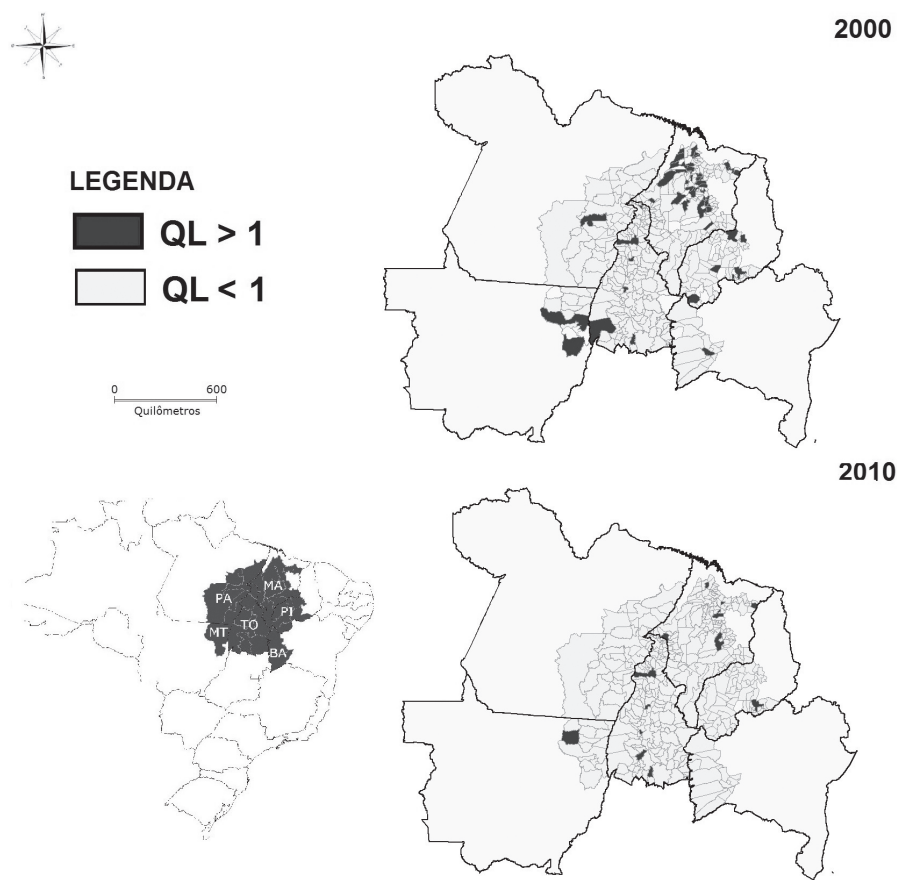 2000
LEGENDA
QL > 1
QL < 1
0 600
Quilômetros
2010
PA
MA
PI
MT
TO
BA